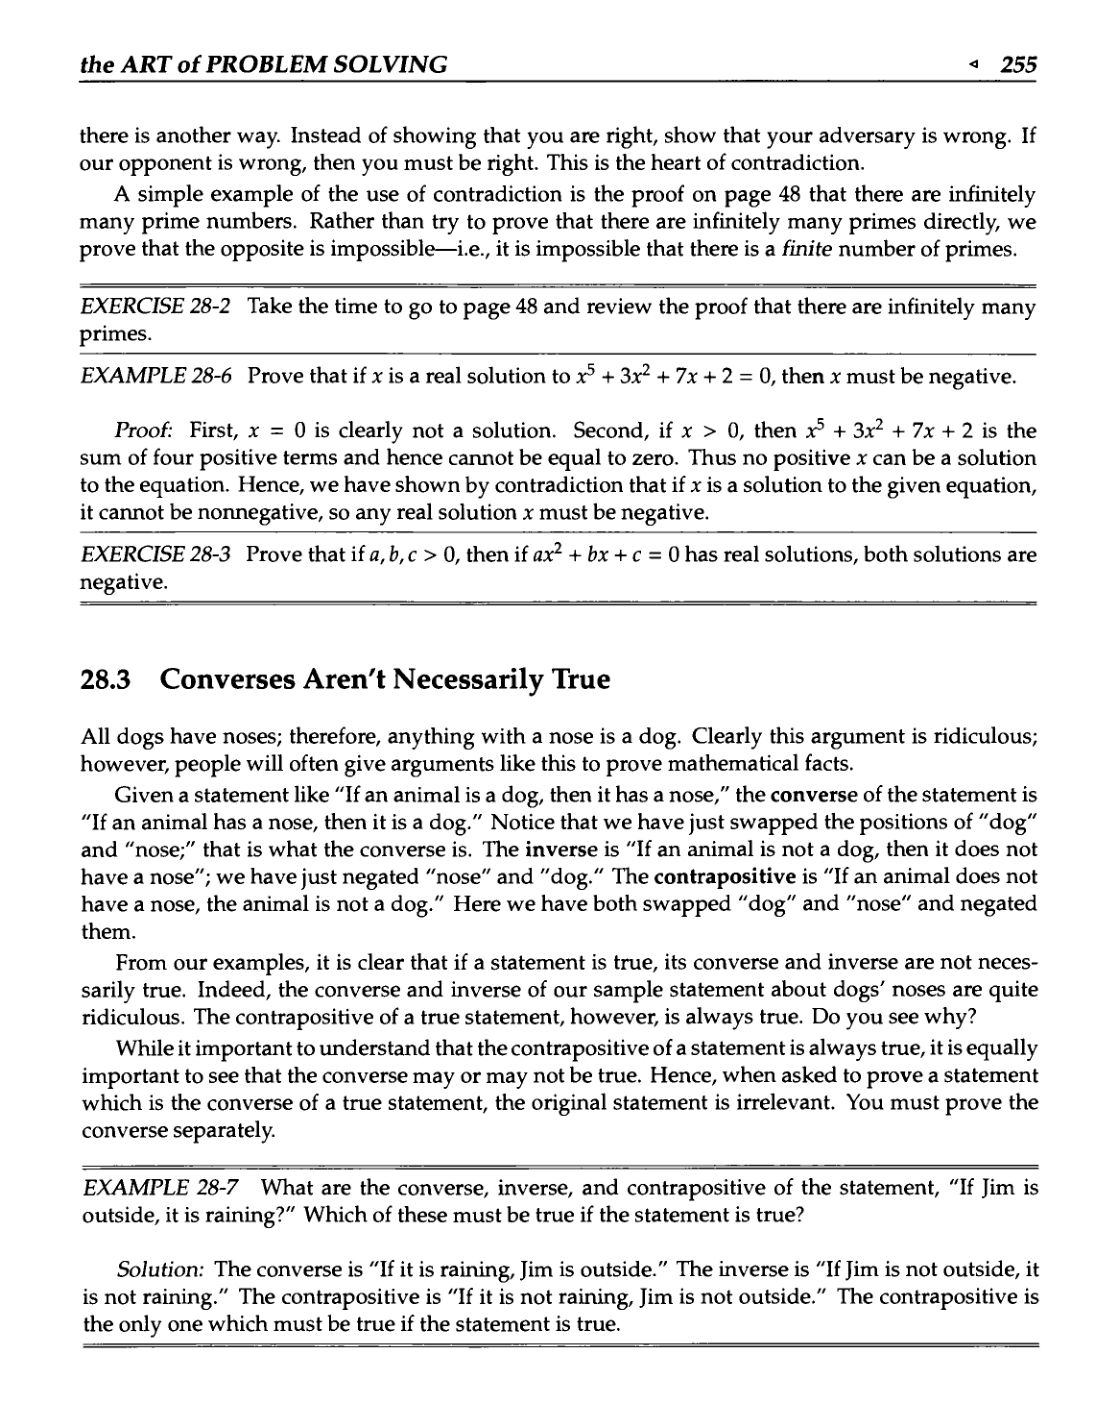 the ART of PROBLEM SOLVING ◃ 255
there is another way. Instead of showing that you are right, show that your adversary is wrong. If
our opponent is wrong, then you must be right. This is the heart of contradiction.
A simple example of the use of contradiction is the proof on page 48 that there are infinitely
many prime numbers. Rather than try to prove that there are infinitely many primes directly, we
prove that the opposite is impossible—i.e., it is impossible that there is a finite number of primes.
EXERCISE 28-2 Take the time to go to page 48 and review the proof that there are infinitely many
primes.
EXAMPLE 28-6 Prove that if x is a real solution to x⁵ + 3x² + 7x + 2 = 0, then x must be negative.
Proof: First, x = 0 is clearly not a solution. Second, if x > 0, then x⁵ + 3x² + 7x + 2 is the
sum of four positive terms and hence cannot be equal to zero. Thus no positive x can be a solution
to the equation. Hence, we have shown by contradiction that if x is a solution to the given equation,
it cannot be nonnegative, so any real solution x must be negative.
EXERCISE 28-3 Prove that if a, b, c > 0, then if ax² + bx + c = 0 has real solutions, both solutions are
negative.
28.3 Converses Aren't Necessarily True
All dogs have noses; therefore, anything with a nose is a dog. Clearly this argument is ridiculous;
however, people will often give arguments like this to prove mathematical facts.
Given a statement like "If an animal is a dog, then it has a nose," the converse of the statement is
"If an animal has a nose, then it is a dog." Notice that we have just swapped the positions of "dog"
and "nose;" that is what the converse is. The inverse is "If an animal is not a dog, then it does not
have a nose"; we have just negated "nose" and "dog." The contrapositive is "If an animal does not
have a nose, the animal is not a dog." Here we have both swapped "dog" and "nose" and negated
them.
From our examples, it is clear that if a statement is true, its converse and inverse are not neces-
sarily true. Indeed, the converse and inverse of our sample statement about dogs' noses are quite
ridiculous. The contrapositive of a true statement, however, is always true. Do you see why?
While it important to understand that the contrapositive of a statement is always true, it is equally
important to see that the converse may or may not be true. Hence, when asked to prove a statement
which is the converse of a true statement, the original statement is irrelevant. You must prove the
converse separately.
EXAMPLE 28-7 What are the converse, inverse, and contrapositive of the statement, "If Jim is
outside, it is raining?" Which of these must be true if the statement is true?
Solution: The converse is "If it is raining, Jim is outside." The inverse is "If Jim is not outside, it
is not raining." The contrapositive is "If it is not raining, Jim is not outside." The contrapositive is
the only one which must be true if the statement is true.